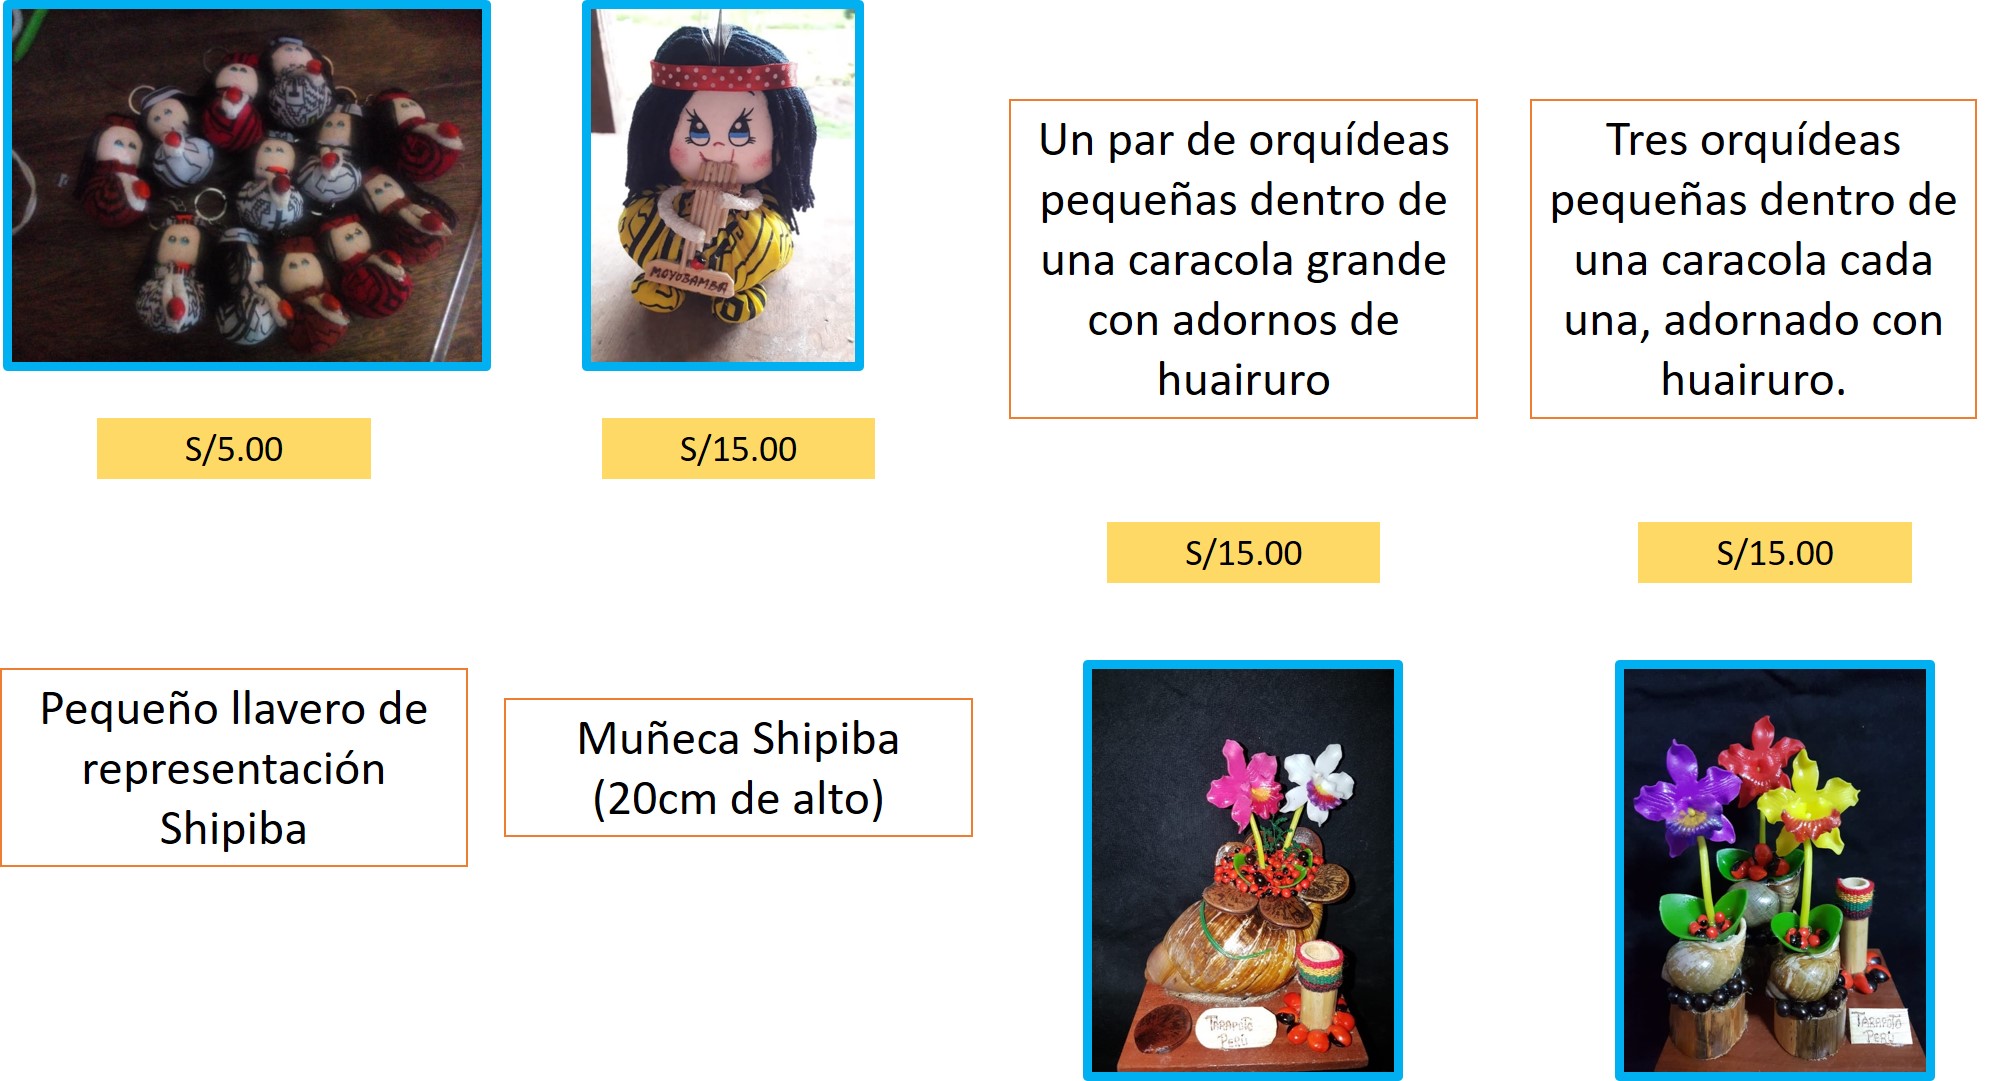 MOYOBAMBA
S/5.00
S/15.00
Pequeño llavero de
representación
Shipiba
Muñeca Shipiba
(20cm de alto)
Un par de orquídeas
pequeñas dentro de
una caracola grande
con adornos de
huairuro
S/15.00
TARAPOTO
PERÚ
Tres orquídeas
pequeñas dentro de
una caracola cada
una, adornado con
huairuro.
S/15.00
TARAPOTO
PERÚ